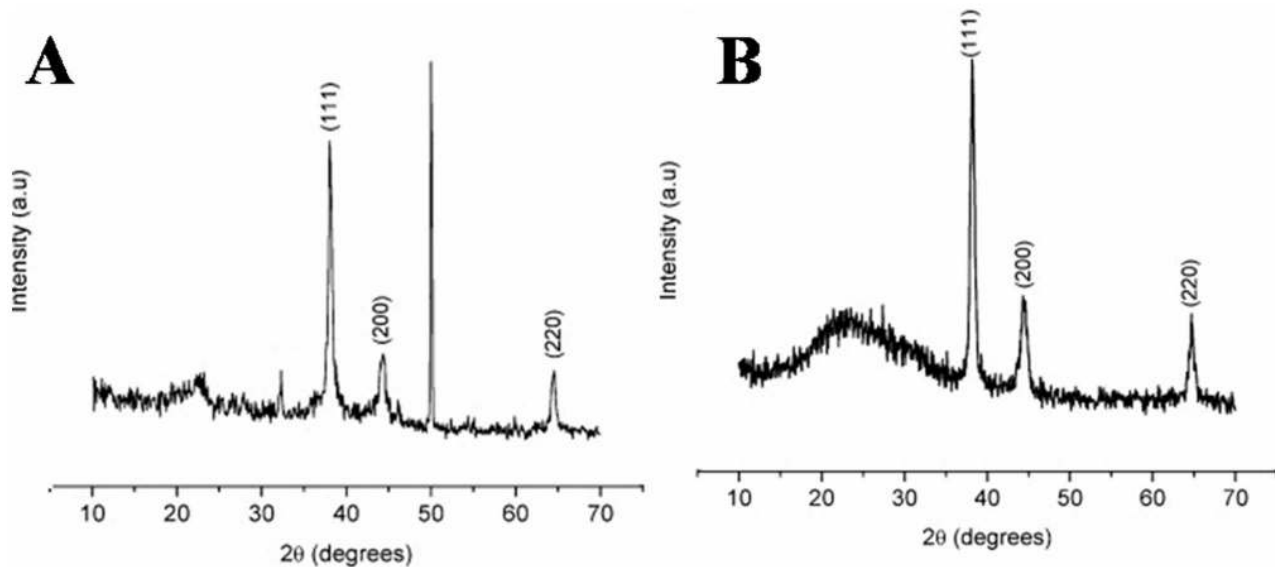 A
Intensity (a.u)
(111)
(200)
(220)
10 20 30 40 50 60 70
2θ (degrees)
B
Intensity (a.u)
(111)
(200)
(220)
10 20 30 40 50 60 70
2θ (degrees)